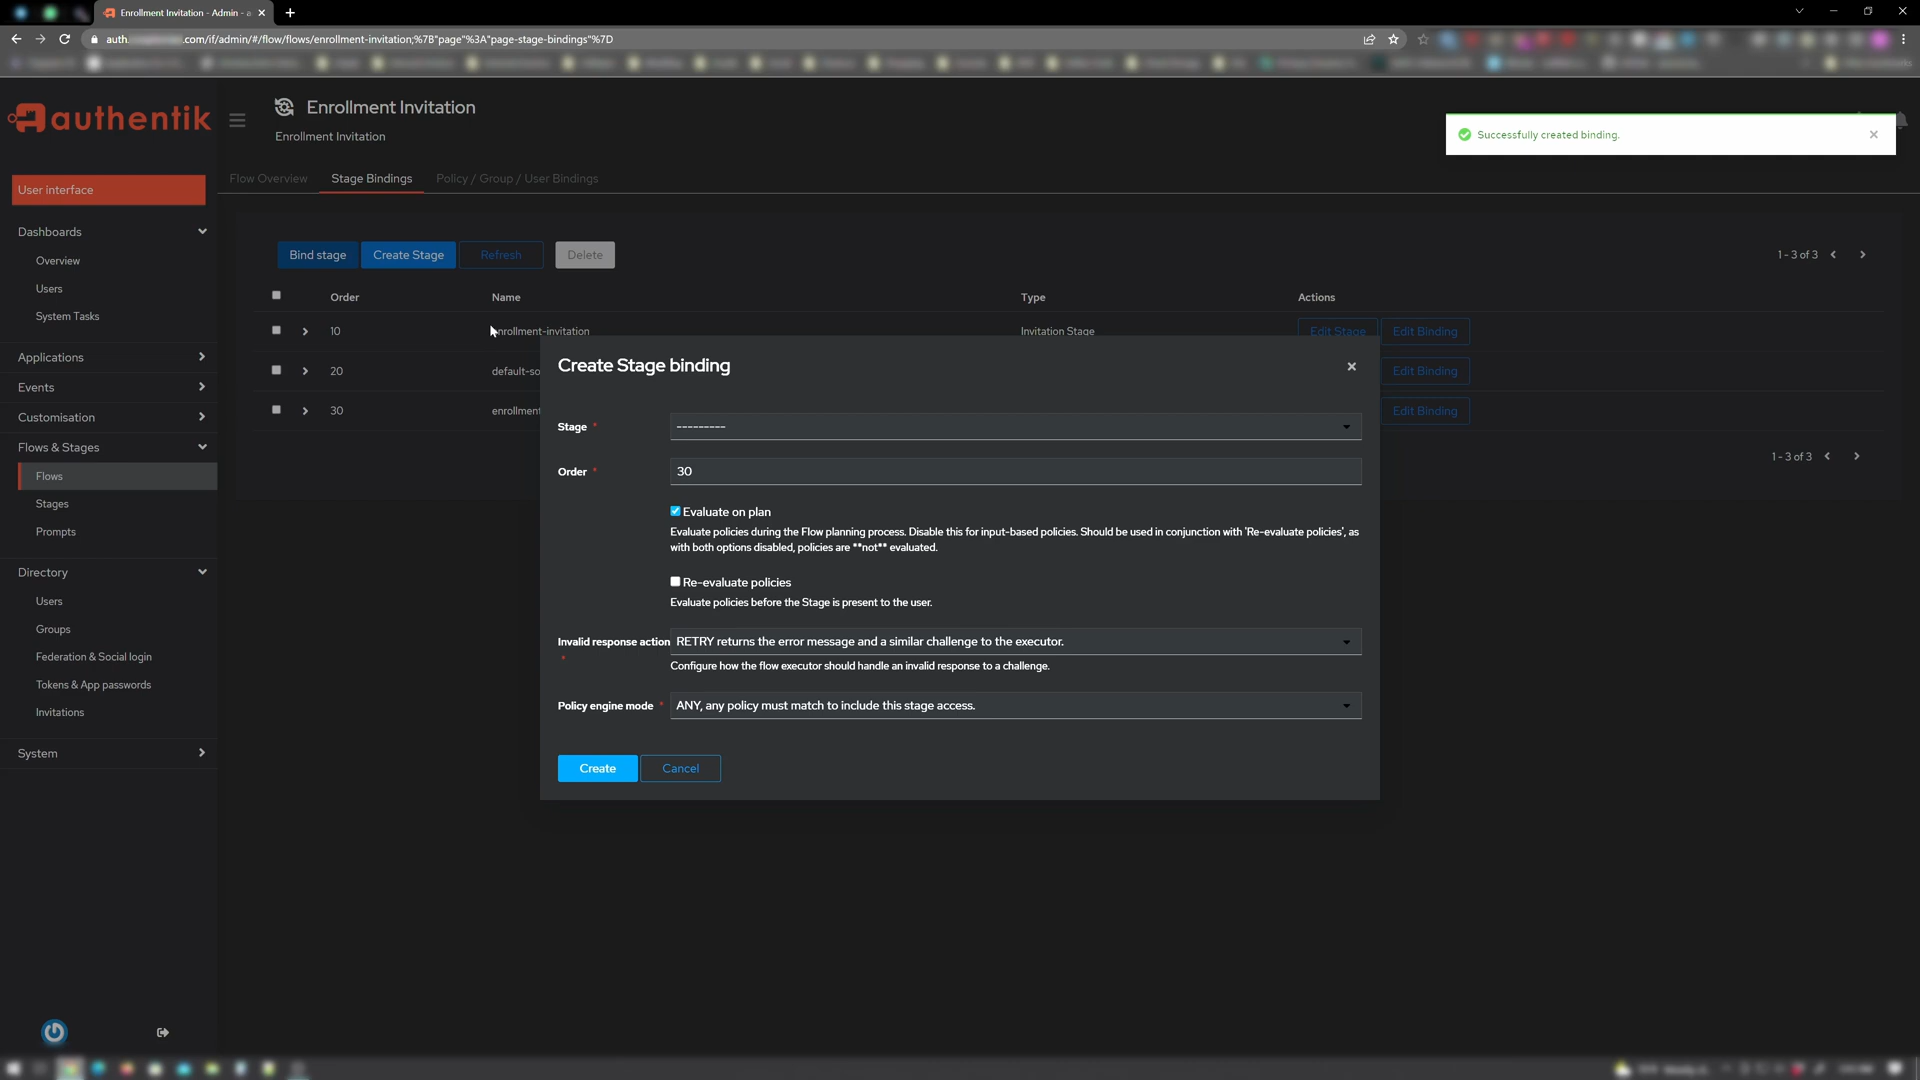 Enrollment Invitation - Admin - a
auth. .com/if/admin/#/flow/flows/enrollment-invitation;%7B"page"%3A"page-stage-bindings"%7D
authentik
Enrollment Invitation
Enrollment Invitation
Successfully created binding.
Flow Overview
Stage Bindings
Policy / Group / User Bindings
User interface
Dashboards
Overview
Users
System Tasks
Applications
Events
Customisation
Flows & Stages
Flows
Stages
Prompts
Directory
Users
Groups
Federation & Social login
Tokens & App passwords
Invitations
System
Bind stage
Create Stage
Refresh
Delete
1 - 3 of 3
Order
Name
Type
Actions
10
nrollment-invitation
Invitation Stage
Edit Stage
Edit Binding
20
default-so
Edit Binding
30
enrollment
Edit Binding
1 - 3 of 3
Create Stage binding
Stage *
---------
Order *
30
Evaluate on plan
Evaluate policies during the Flow planning process. Disable this for input-based policies. Should be used in conjunction with 'Re-evaluate policies', as
with both options disabled, policies are **not** evaluated.
Re-evaluate policies
Evaluate policies before the Stage is present to the user.
Invalid response action *
RETRY returns the error message and a similar challenge to the executor.
Configure how the flow executor should handle an invalid response to a challenge.
Policy engine mode *
ANY, any policy must match to include this stage access.
Create
Cancel